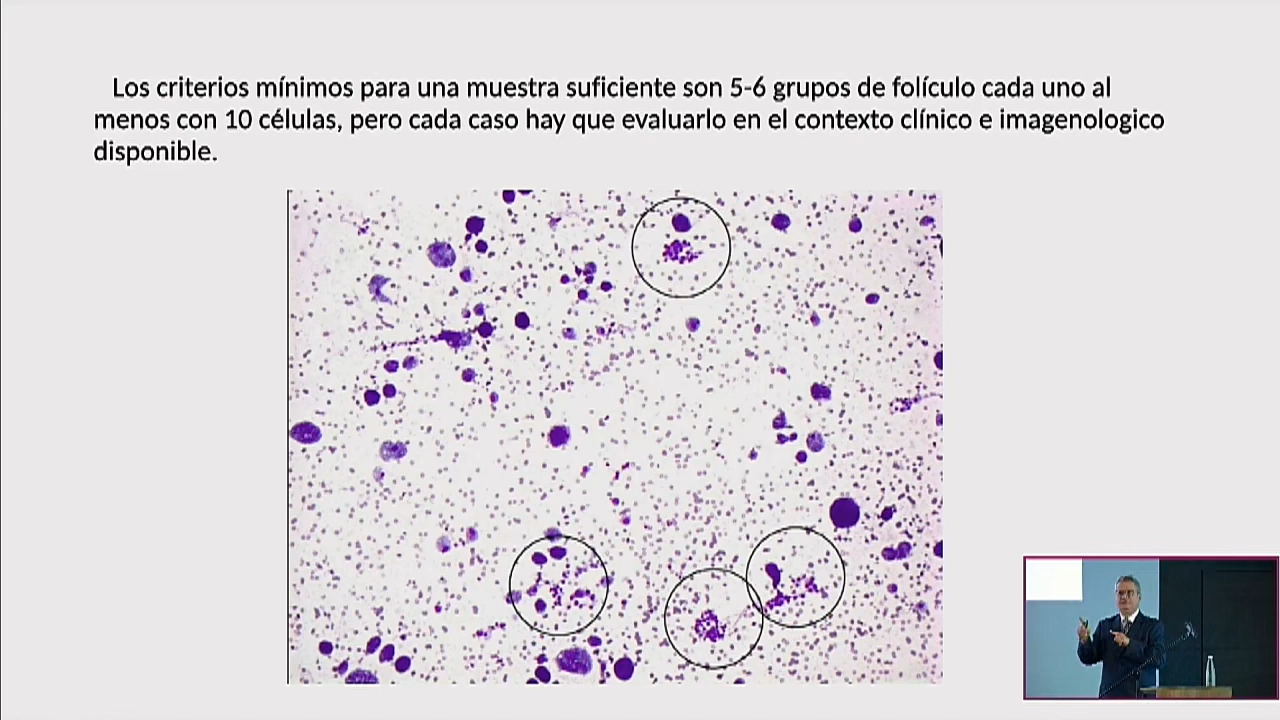 Los criterios mínimos para una muestra suficiente son 5-6 grupos de folículo cada uno al
menos con 10 células, pero cada caso hay que evaluarlo en el contexto clínico e imagenologico
disponible.